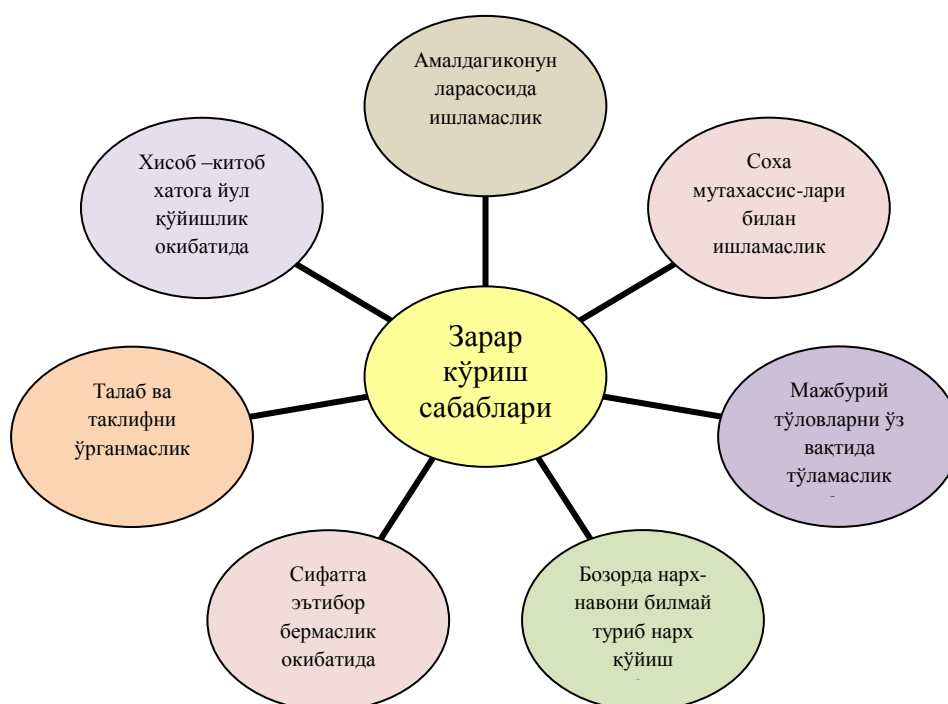 Амалдагиконун
ларасосида
ишламаслик
Соха
мутахассис-лари
билан
ишламаслик
Мажбурий
тўловларни ўз
вақтида
тўламаслик
Бозорда нарх-
навони билмай
туриб нарх
қўйиш
Сифатга
эътибор
бермаслик
окибатида
Талаб ва
таклифни
ўрганмаслик
Хисоб –китоб
хатога йул
қўйишлик
окибатида
Зарар
кўриш
сабаблари